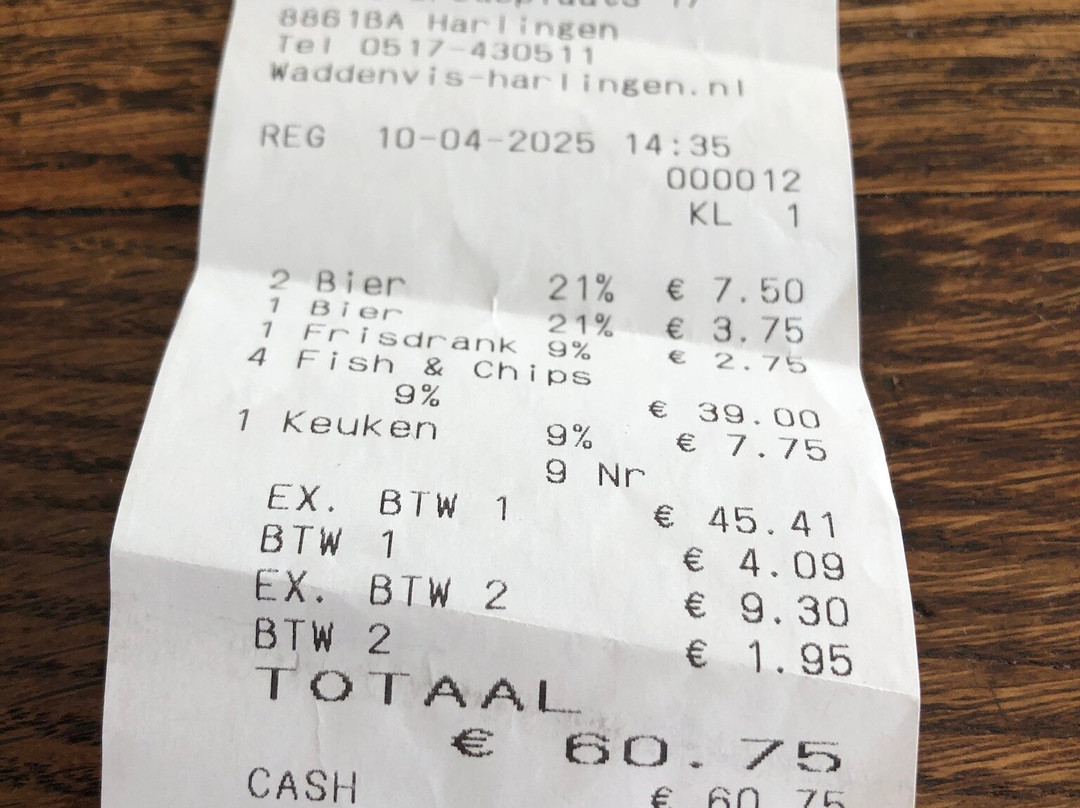 17
8861BA Harlingen
Tel 0517-430511
Waddenvis-harlingen.nl
REG 10-04-2025 14:35
000012
KL 1
2 Bier 21% € 7.50
1 Bier 21% € 3.75
1 Frisdrank 9% € 2.75
4 Fish & Chips
9% € 39.00
1 Keuken 9% € 7.75
9 Nr
EX. BTW 1 € 45.41
BTW 1 € 4.09
EX. BTW 2 € 9.30
BTW 2 € 1.95
TOTAAL
€ 60.75
CASH € 60.75